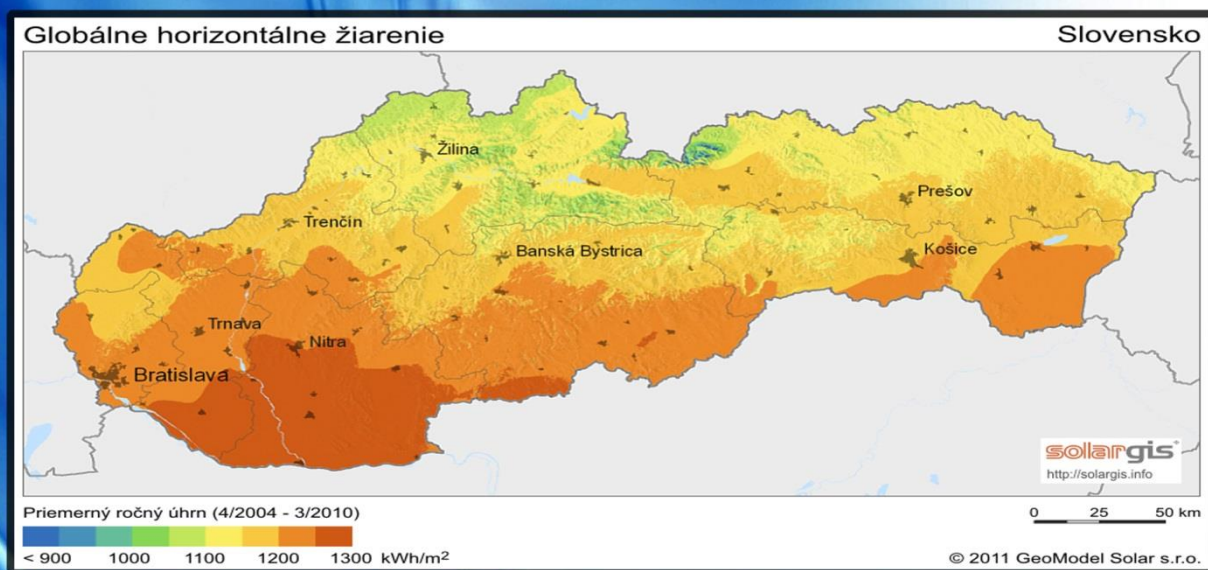 Globálne horizontálne žiarenie
Slovensko
Žilina
Trenčín
Prešov
Banská Bystrica
Košice
Trnava
Nitra
Bratislava
solargis
http://solargis.info
Priemerný ročný úhrn (4/2004 - 3/2010)
0 25 50 km
< 900 1000 1100 1200 1300 kWh/m²
© 2011 GeoModel Solar s.r.o.